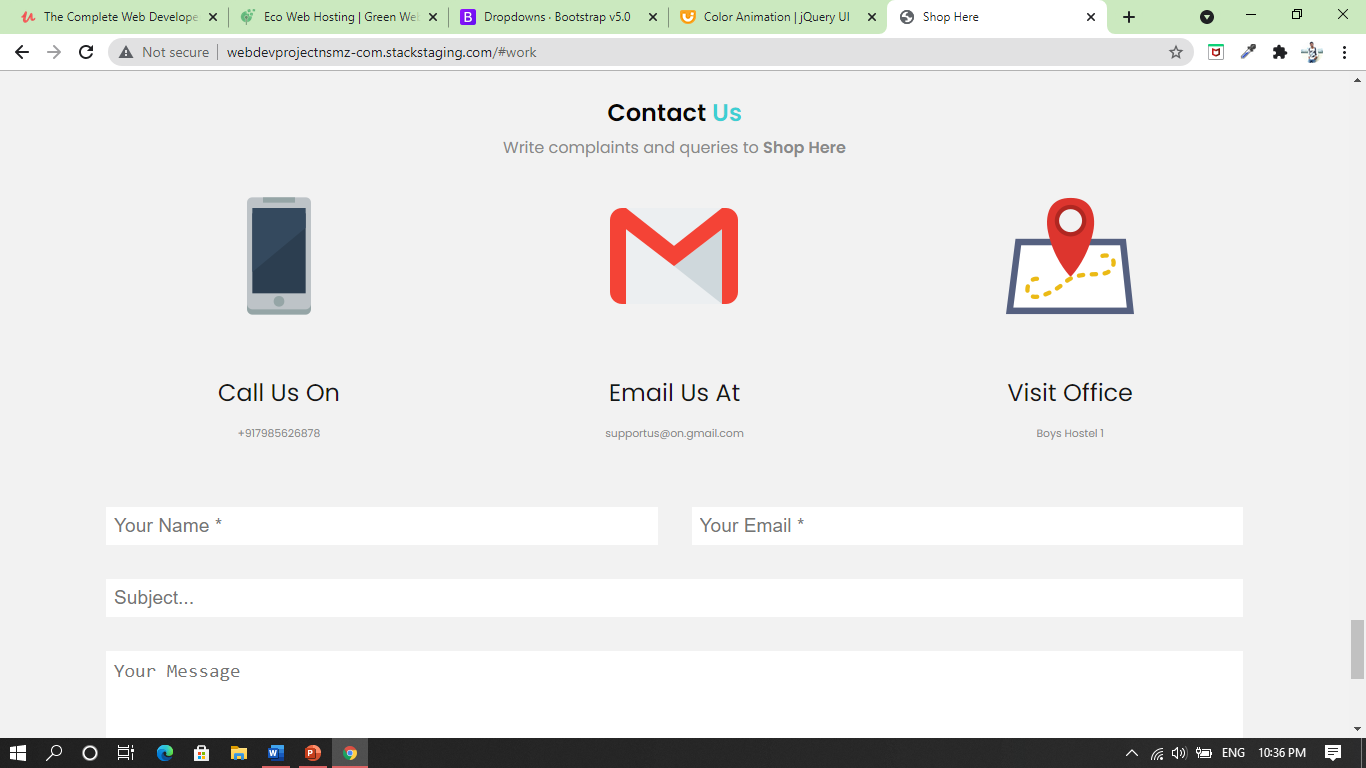 The Complete Web Develope
Eco Web Hosting | Green Wel
Dropdowns · Bootstrap v5.0
Color Animation | jQuery UI
Shop Here
Not secure | webdevprojectnsmz-com.stackstaging.com/#work
Contact Us
Write complaints and queries to Shop Here
Call Us On
Email Us At
Visit Office
+917985626878
supportus@on.gmail.com
Boys Hostel 1
Your Name *
Your Email *
Subject...
Your Message
ENG
10:36 PM